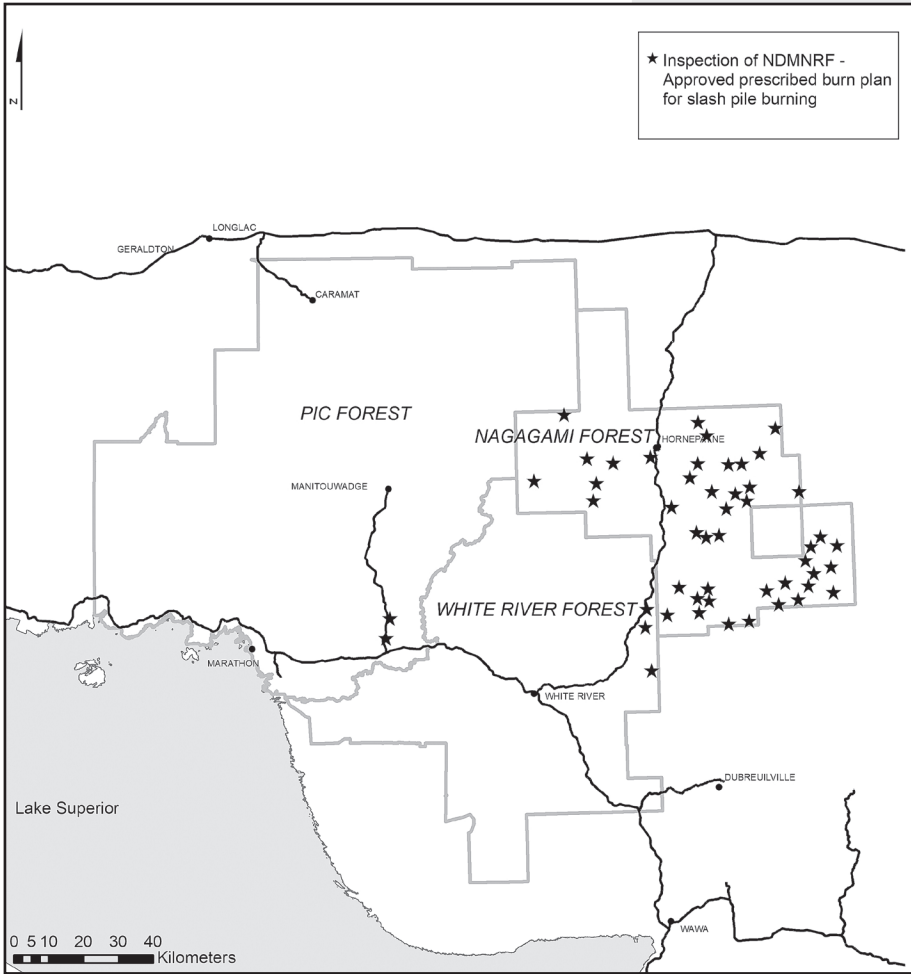 Inspection of NDMNRF -
Approved prescribed burn plan
for slash pile burning
N
LONGLAC
GERALDTON
CARAMAT
PIC FOREST
NAGAGAMI FOREST
HORNEPAYNE
MANITOUWADGE
WHITE RIVER FOREST
MARATHON
WHITE RIVER
DUBREUILVILLE
Lake Superior
WAWA
0 5 10 20 30 40
Kilometers